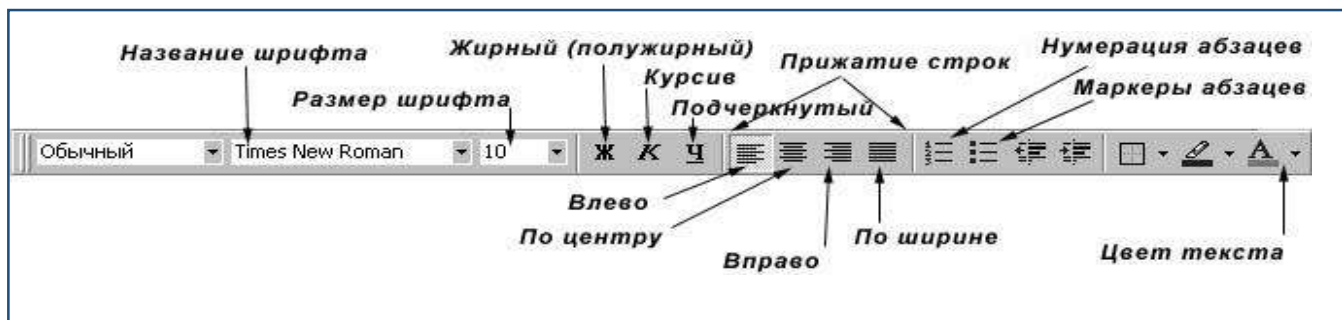 Название шрифта
Жирный (полужирный)
Нумерация абзацев
Курсив
Прижатие строк
Размер шрифта
Подчеркнутый
Маркеры абзацев
Обычный Times New Roman 10 Ж К Ч А
Влево
По центру
Вправо
По ширине
Цвет текста